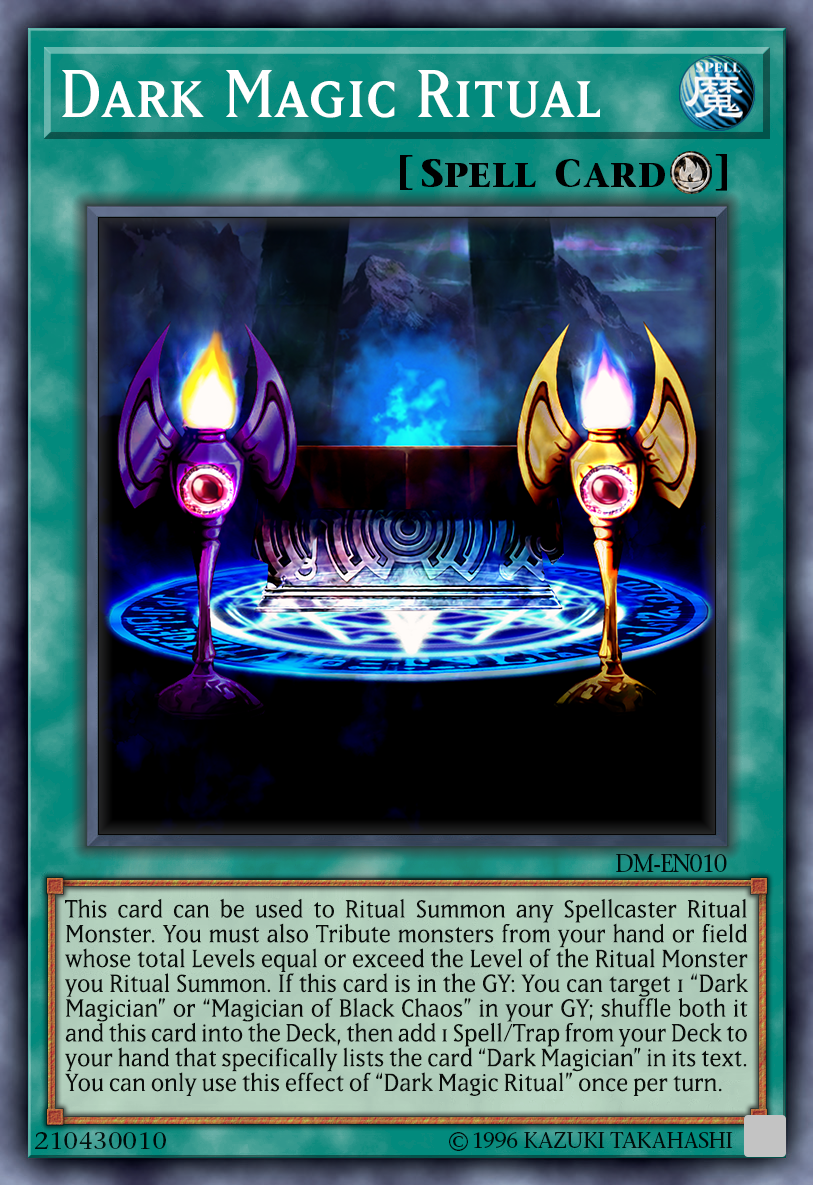 DARK MAGIC RITUAL
SPELL
魔
[SPELL CARD]
DM-EN010
This card can be used to Ritual Summon any Spellcaster Ritual
Monster. You must also Tribute monsters from your hand or field
whose total Levels equal or exceed the Level of the Ritual Monster
you Ritual Summon. If this card is in the GY: You can target 1 “Dark
Magician” or “Magician of Black Chaos” in your GY; shuffle both it
and this card into the Deck, then add 1 Spell/Trap from your Deck to
your hand that specifically lists the card “Dark Magician” in its text.
You can only use this effect of “Dark Magic Ritual” once per turn.
210430010
© 1996 KAZUKI TAKAHASHI